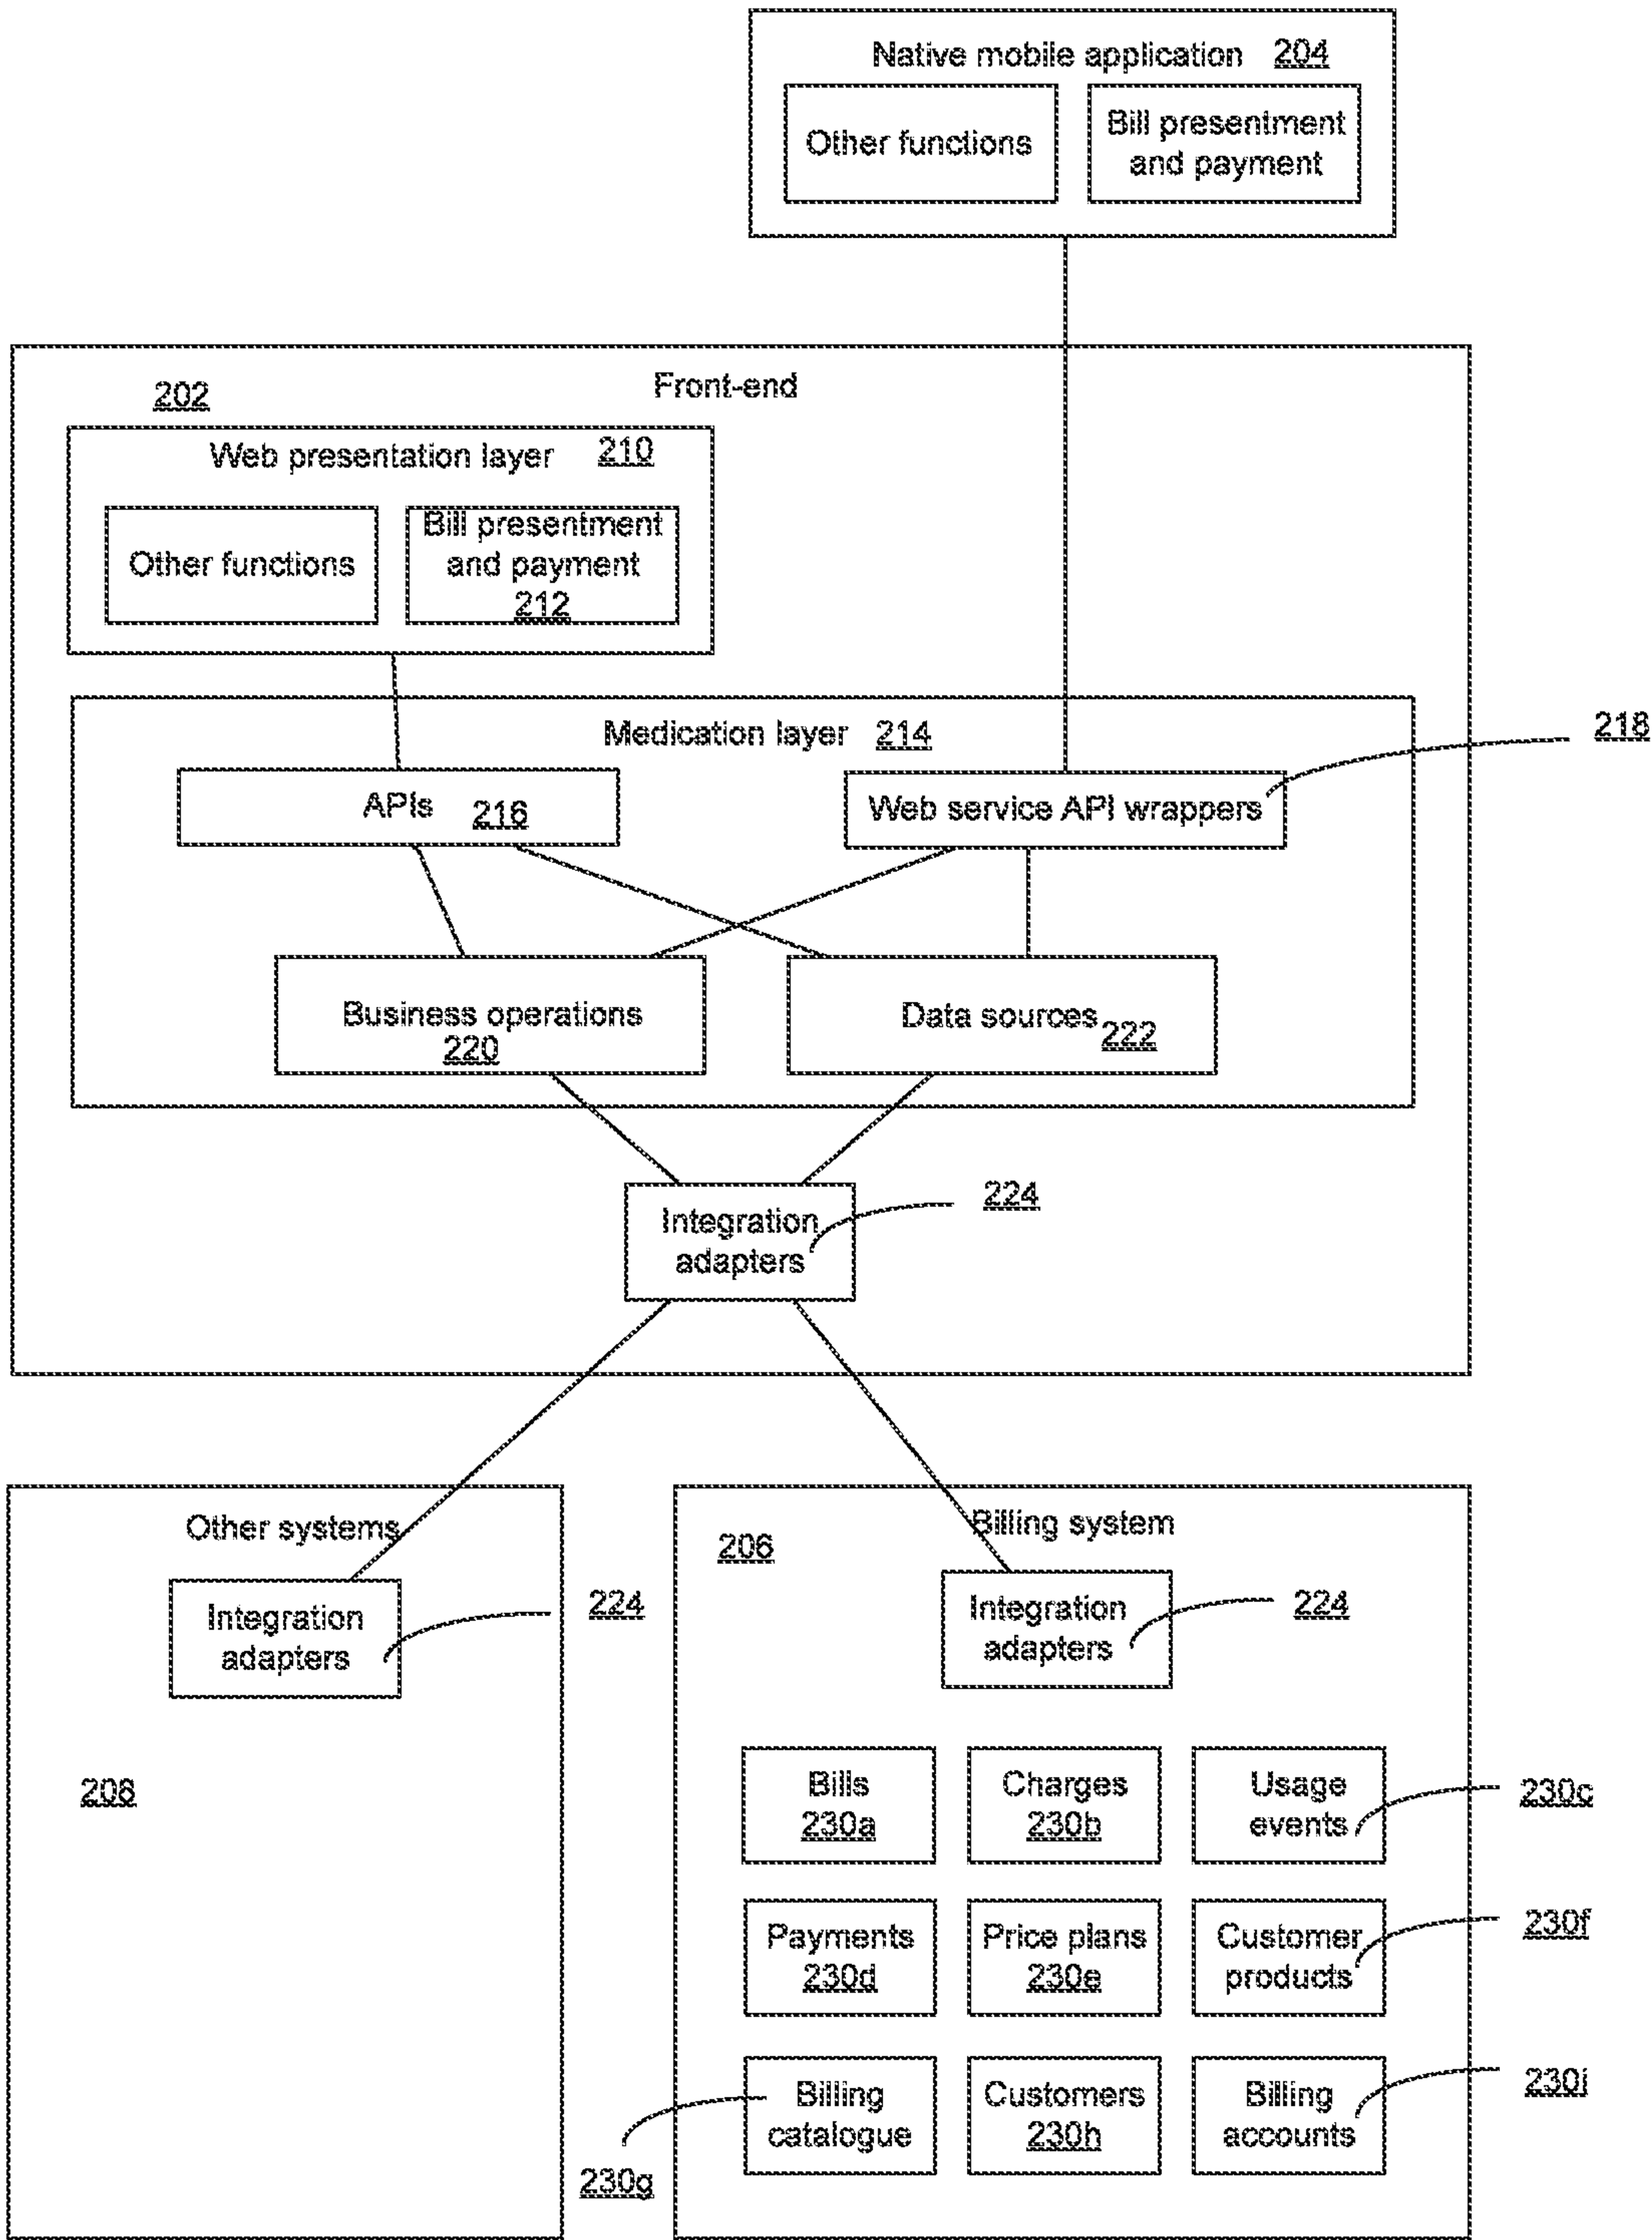 Native mobile application 204
Other functions
Bill presentment
and payment
Front-end
202
Web presentation layer 210
Other functions
Bill presentment
and payment
212
Medication layer 214
218
APIs 216
Web service API wrappers
Business operations
220
Data sources 222
Integration
adapters
224
Other systems
Integration
adapters
224
208
Billing system
206
Integration
adapters
224
Bills
230a
Charges
230b
Usage
events
230c
Payments
230d
Price plans
230e
Customer
products
230f
Billing
catalogue
230g
Customers
230h
Billing
accounts
230i